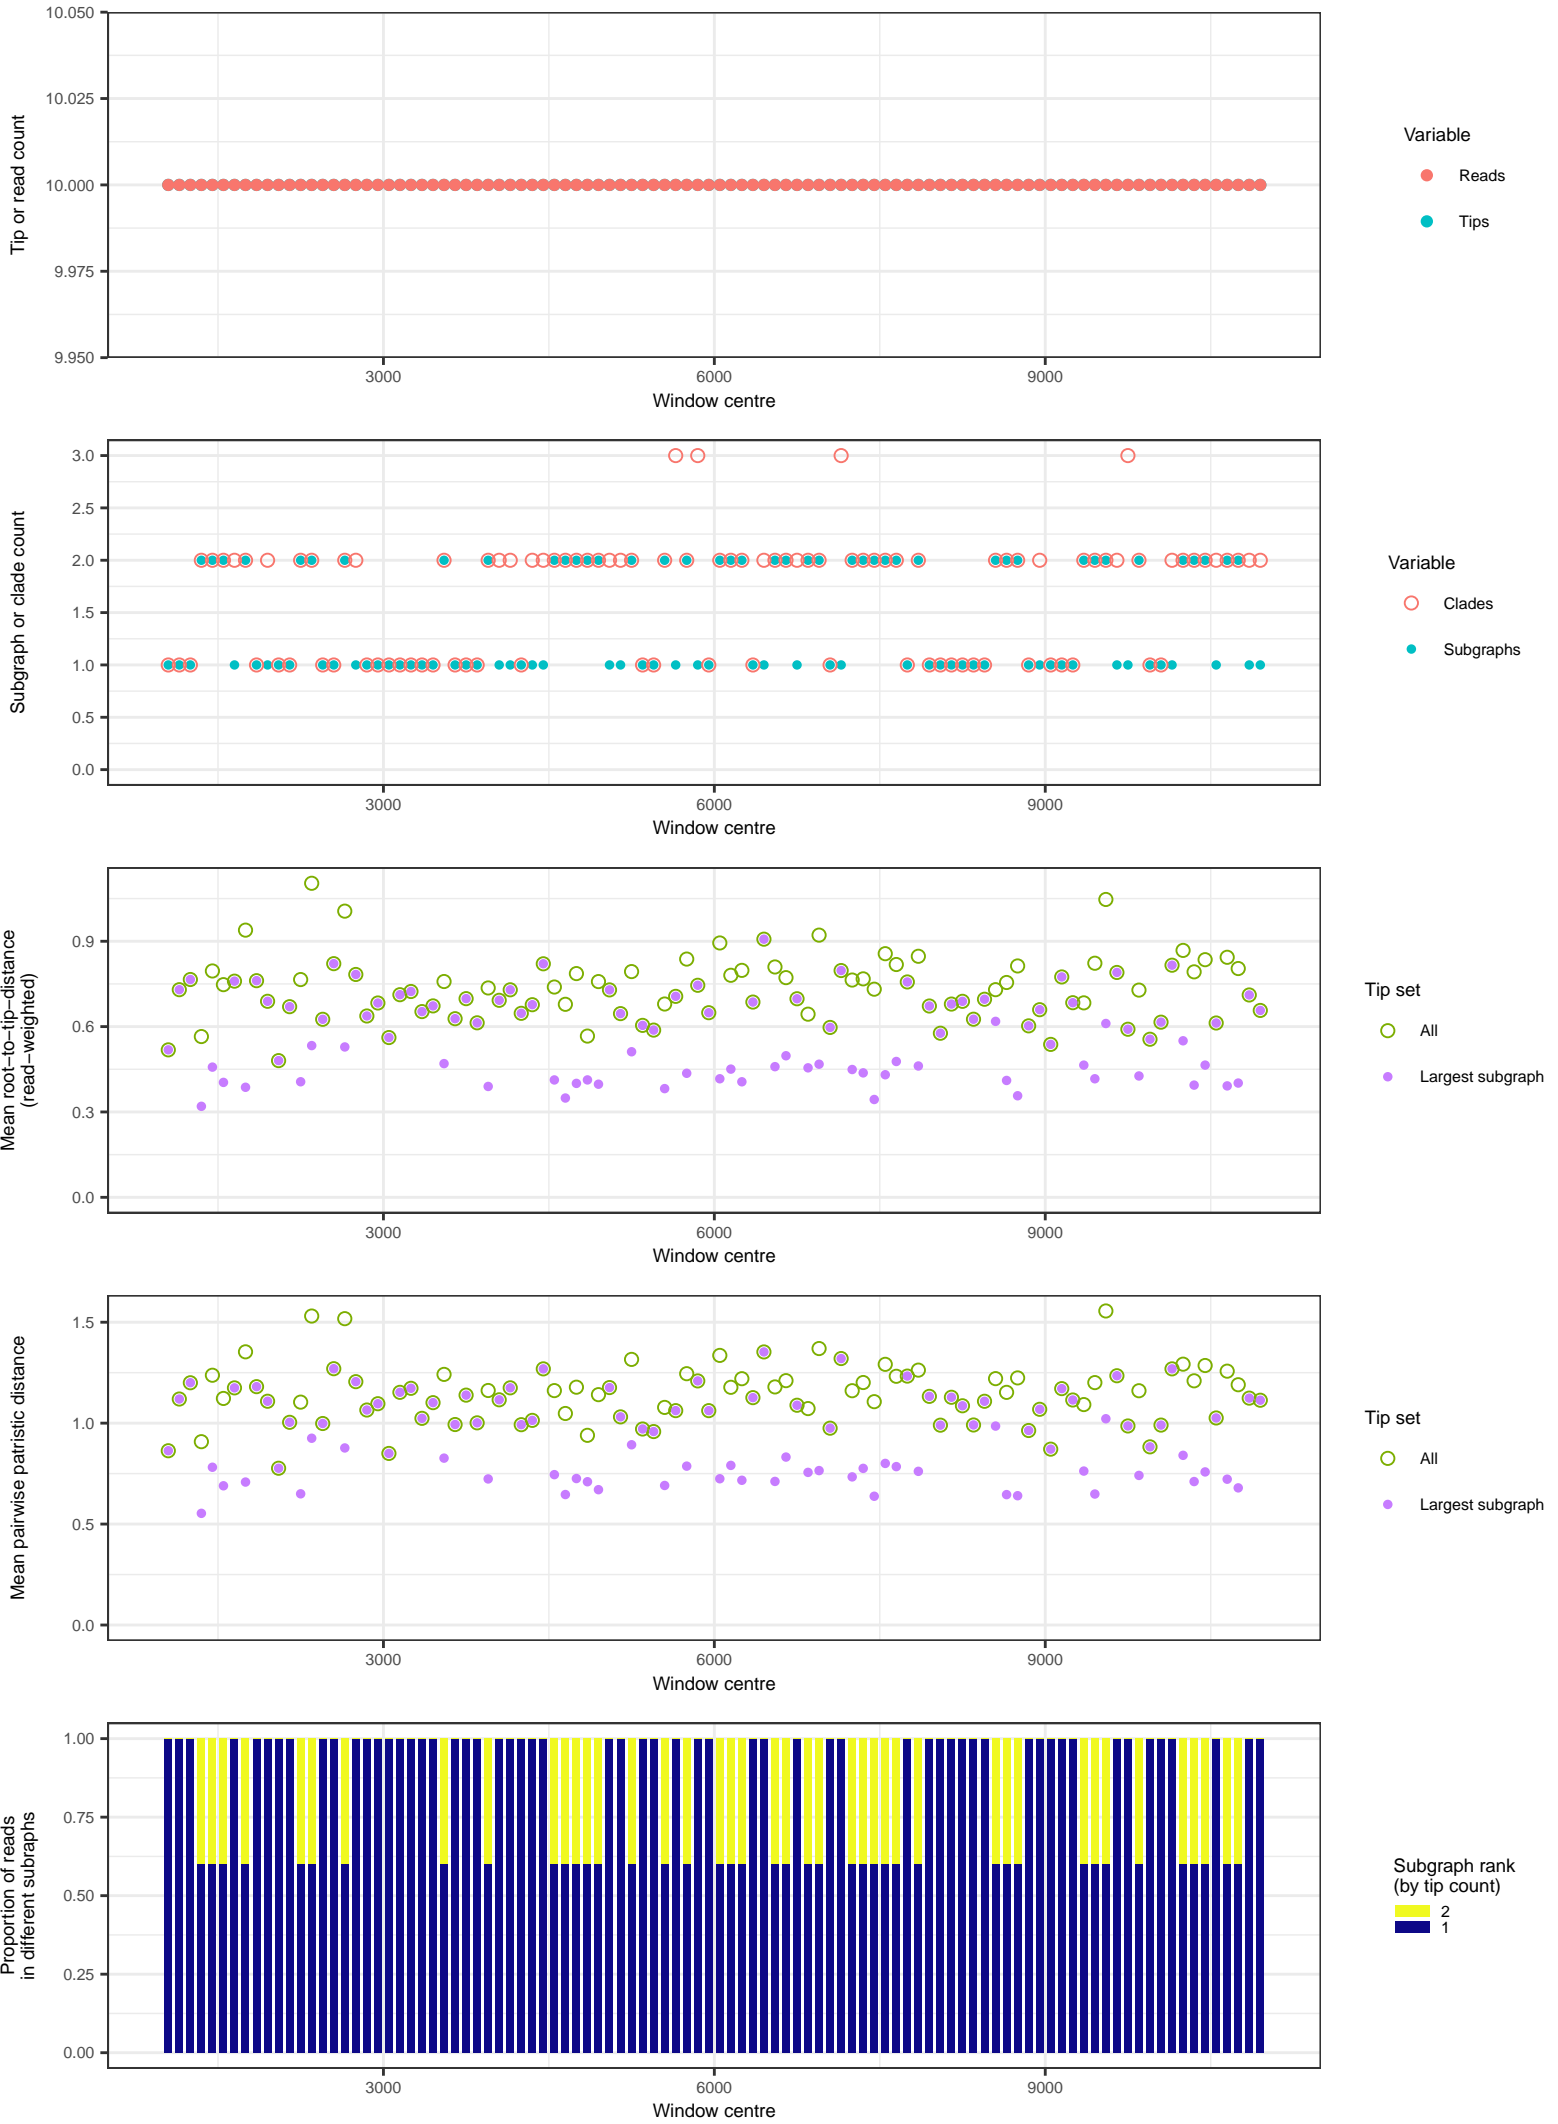 10.050
10.025
10.000
9.975
9.950
Tip or read count
3000 6000 9000
Window centre
Variable
Reads
Tips
3.0
2.5
2.0
1.5
1.0
0.5
0.0
Subgraph or clade count
3000 6000 9000
Window centre
Variable
Clades
Subgraphs
0.9
0.6
0.3
0.0
Mean root−to−tip−distance
(read−weighted)
3000 6000 9000
Window centre
Tip set
All
Largest subgraph
1.5
1.0
0.5
0.0
Mean pairwise patristic distance
3000 6000 9000
Window centre
Tip set
All
Largest subgraph
1.00
0.75
0.50
0.25
0.00
Proportion of reads
in different subraphs
3000 6000 9000
Window centre
Subgraph rank
(by tip count)
2
1